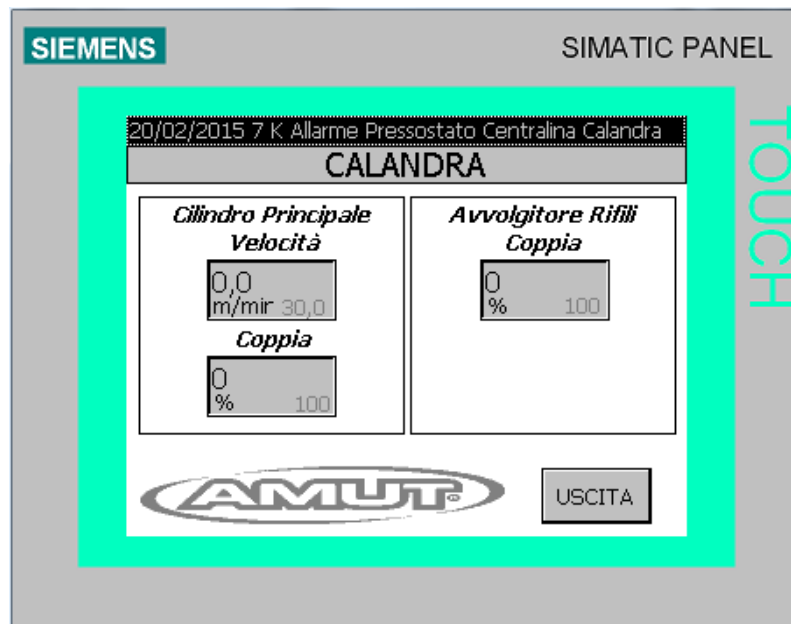 SIEMENS
SIMATIC PANEL
TOUCH
20/02/2015 7 K Allarme Pressostato Centralina Calandra
CALANDRA
Cilindro Principale
Velocità
0,0
m/mir 30,0
Coppia
0
% 100
Avvolgitore Rifili
Coppia
0
% 100
AMUT®
USCITA